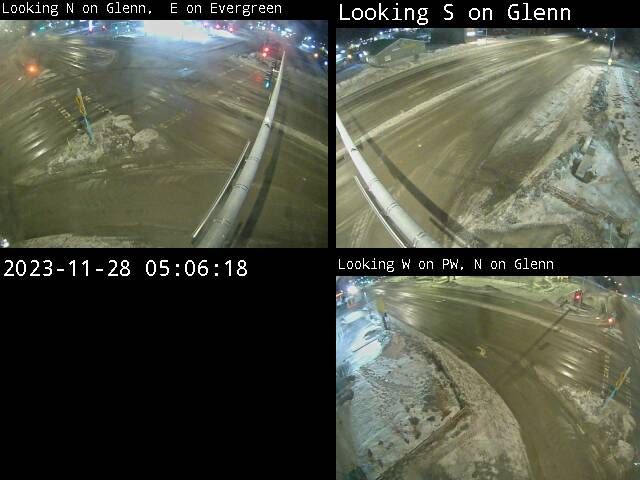 Looking N on Glenn,  E on Evergreen
Looking S on Glenn
2023-11-28 05:06:18
Looking W on PW, N on Glenn